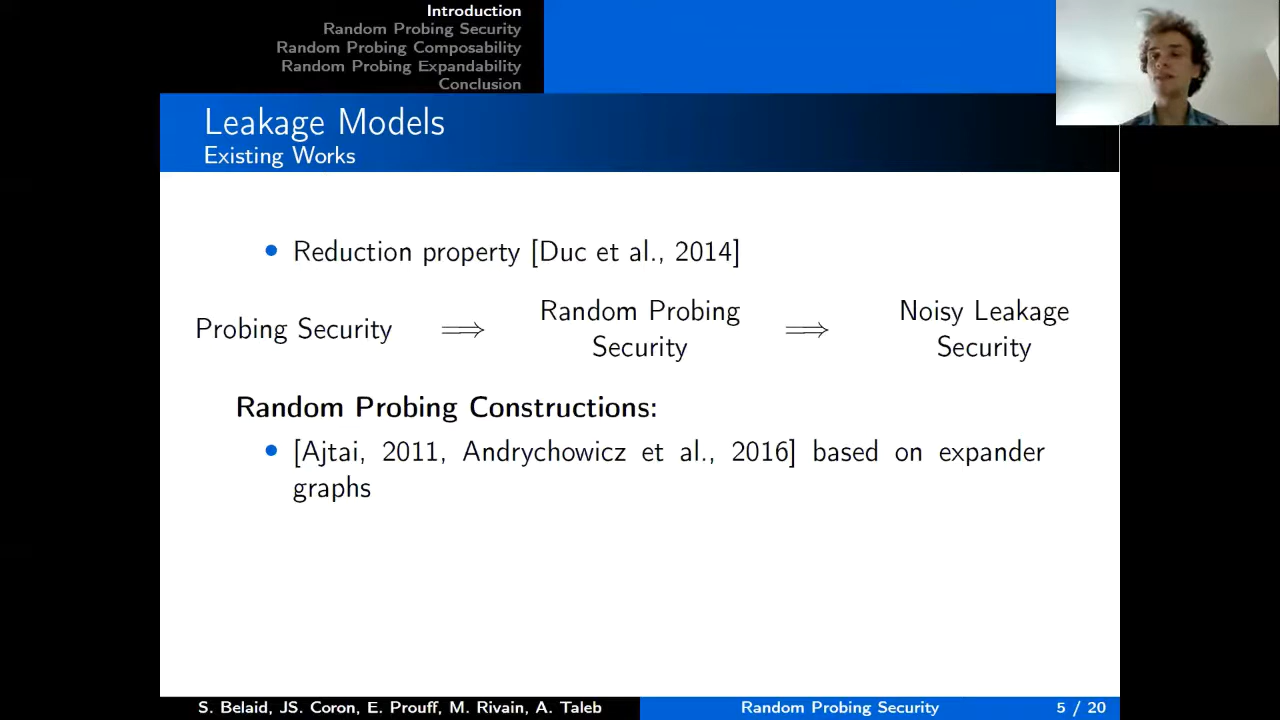 Introduction
Random Probing Security
Random Probing Composability
Random Probing Expandability
Conclusion
Leakage Models
Existing Works
• Reduction property [Duc et al., 2014]
Probing Security ⟹ Random Probing Security ⟹ Noisy Leakage Security
Random Probing Constructions:
• [Ajtai, 2011, Andrychowicz et al., 2016] based on expander
graphs
S. Belaid, JS. Coron, E. Prouff, M. Rivain, A. Taleb
Random Probing Security
5 / 20